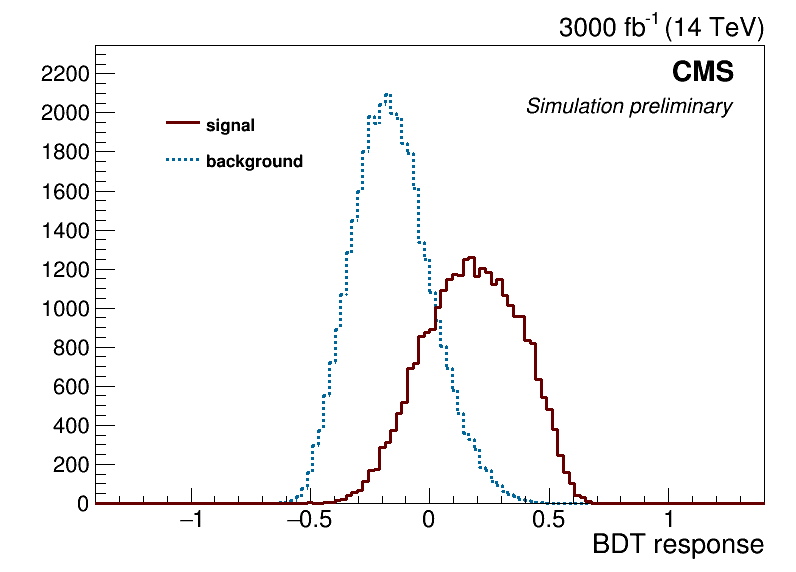 3000 fb-1 (14 TeV)
CMS
Simulation preliminary
signal
background
2200
2000
1800
1600
1400
1200
1000
800
600
400
200
0
−1 −0.5 0 0.5 1
BDT response